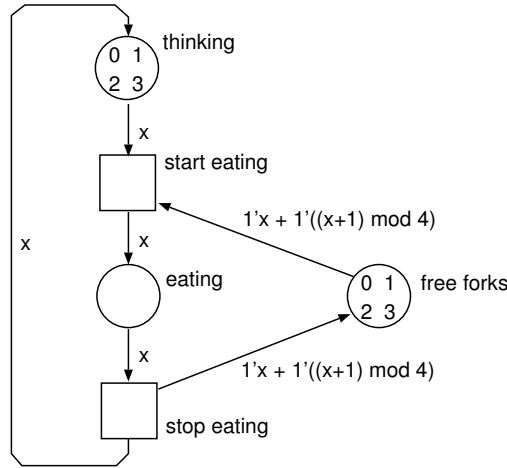 thinking
0 1
2 3
x
start eating
1'x + 1'((x+1) mod 4)
x
x
eating
0 1
2 3
free forks
x
1'x + 1'((x+1) mod 4)
stop eating